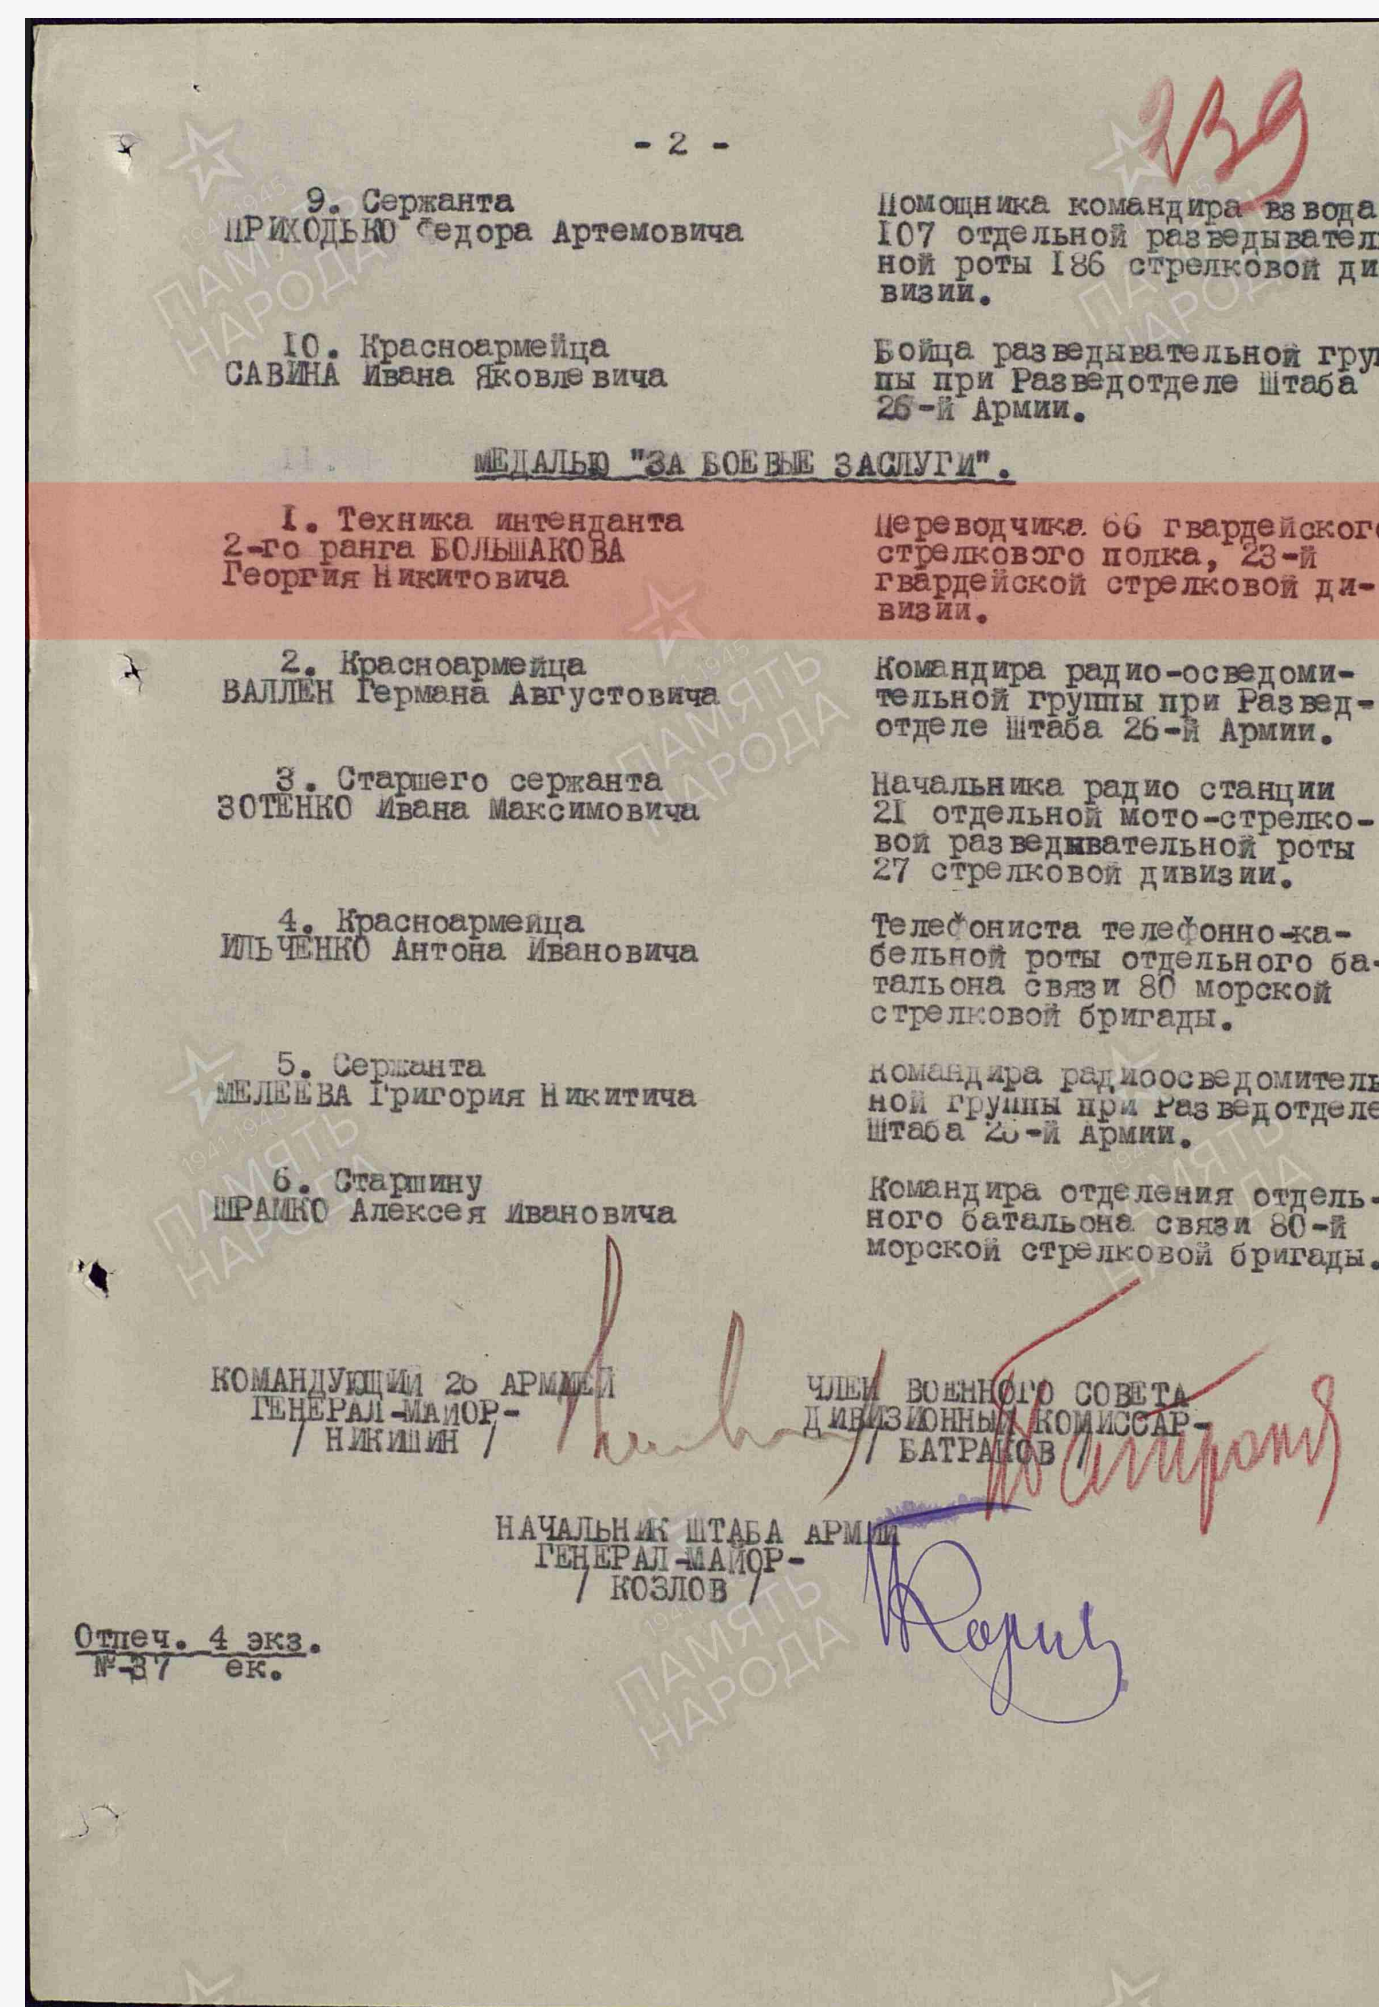 239
- 2 -
9. Сержанта
ПРИХОДЬКО Федора Артемовича
Помощника командира взвода
107 отдельной разведыватель
ной роты 186 стрелковой ди
визии.
10. Красноармейца
САВИНА Ивана Яковлевича
Бойца разведывательной груп
пы при Разведотделе Штаба
26-й Армии.
МЕДАЛЬЮ "ЗА БОЕВЫЕ ЗАСЛУГИ".
1. Техника интенданта
2-го ранга БОЛЬШАКОВА
Георгия Никитовича
Переводчика 66 гвардейского
стрелкового полка, 23-й
гвардейской стрелковой ди-
визии.
2. Красноармейца
ВАЛЛЕН Германа Августовича
Командира радио-осведоми-
тельной группы при Развед-
отделе Штаба 26-й Армии.
3. Старшего сержанта
ЗОТЕНКО Ивана Максимовича
Начальника радио станции
21 отдельной мото-стрелко-
вой разведывательной роты
27 стрелковой дивизии.
4. Красноармейца
ИЛЬЧЕНКО Антона Ивановича
Телефониста телефонно-ка-
бельной роты отдельного ба-
тальона связи 80 морской
стрелковой бригады.
5. Сержанта
МЕЛЕЕВА Григория Никитича
Командира радиоосведомитель
ной группы при Разведотделе
Штаба 26-й Армии.
6. Старшину
ШРАМКО Алексея Ивановича
Командира отделения отдель-
ного батальона связи 80-й
морской стрелковой бригады.
КОМАНДУЮЩИЙ 26 АРМИЕЙ
ГЕНЕРАЛ-МАЙОР-
/ НИКИШИН /
ЧЛЕН ВОЕННОГО СОВЕТА
ДИВИЗИОННЫЙ КОМИССАР-
/ БАТРАКОВ /
НАЧАЛЬНИК ШТАБА АРМИИ
ГЕНЕРАЛ-МАЙОР-
/ КОЗЛОВ /
Отпеч. 4 экз.
№-37 ек.
1941-1945
ПАМЯТЬ
НАРОДА